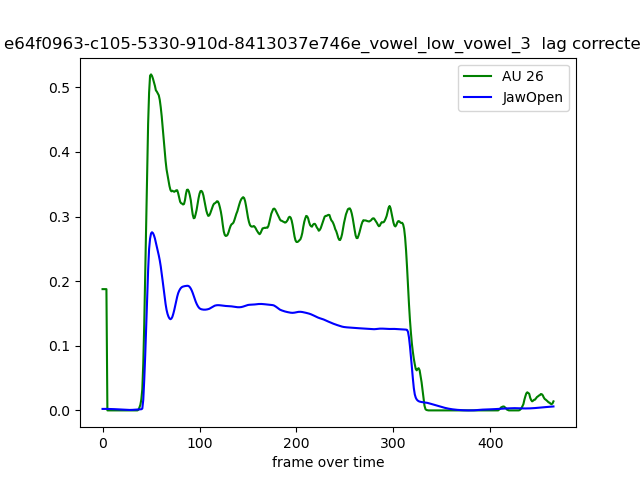 e64f0963-c105-5330-910d-8413037e746e_vowel_low_vowel_3 lag correcte
AU 26
JawOpen
0.5
0.4
0.3
0.2
0.1
0.0
0 100 200 300 400
frame over time